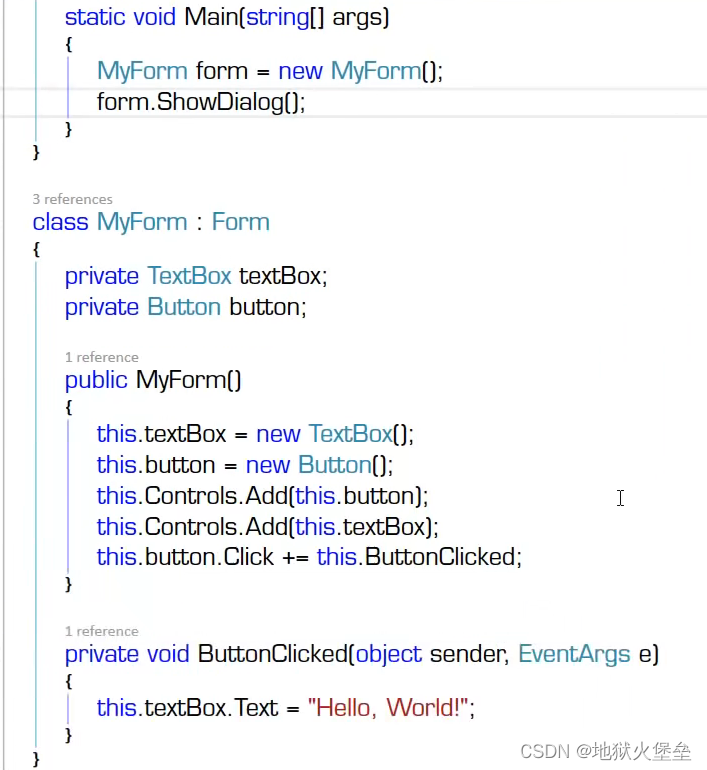 static void Main(string[] args)
{
MyForm form = new MyForm();
form.ShowDialog();
}
}
3 references
class MyForm : Form
{
private TextBox textBox;
private Button button;
1 reference
public MyForm()
{
this.textBox = new TextBox();
this.button = new Button();
this.Controls.Add(this.button);
this.Controls.Add(this.textBox);
this.button.Click += this.ButtonClicked;
}
1 reference
private void ButtonClicked(object sender, EventArgs e)
{
this.textBox.Text = "Hello, World!";
}
}
CSDN @地狱火堡垒